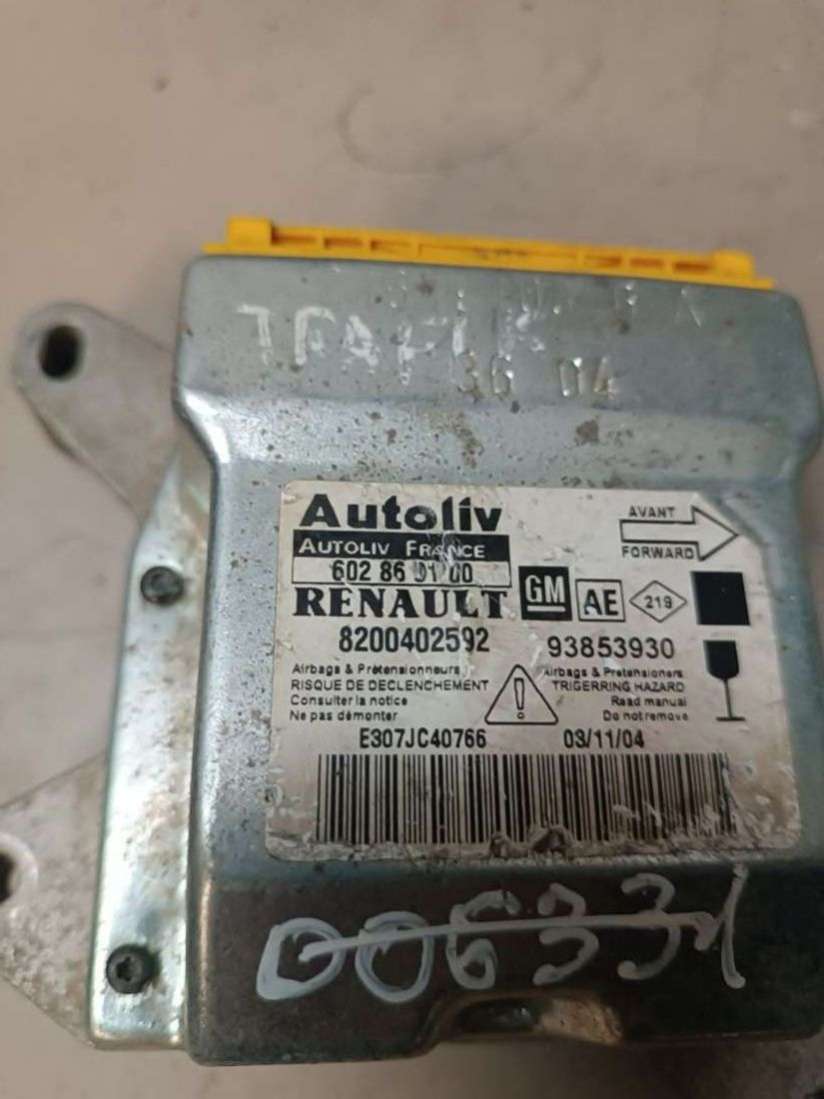 TRAFIK
36 04
Autoliv
AUTOLIV FRANCE
602 86 01 00
RENAULT
GM
AE
219
AVANT
FORWARD
8200402592
93853930
Airbags & Prétensionneurs
RISQUE DE DECLENCHEMENT
Consulter la notice
Ne pas démonter
Airbags & Pretensioners
TRIGERRING HAZARD
Read manual
Do not remove
E307JC40766
03/11/04
006331